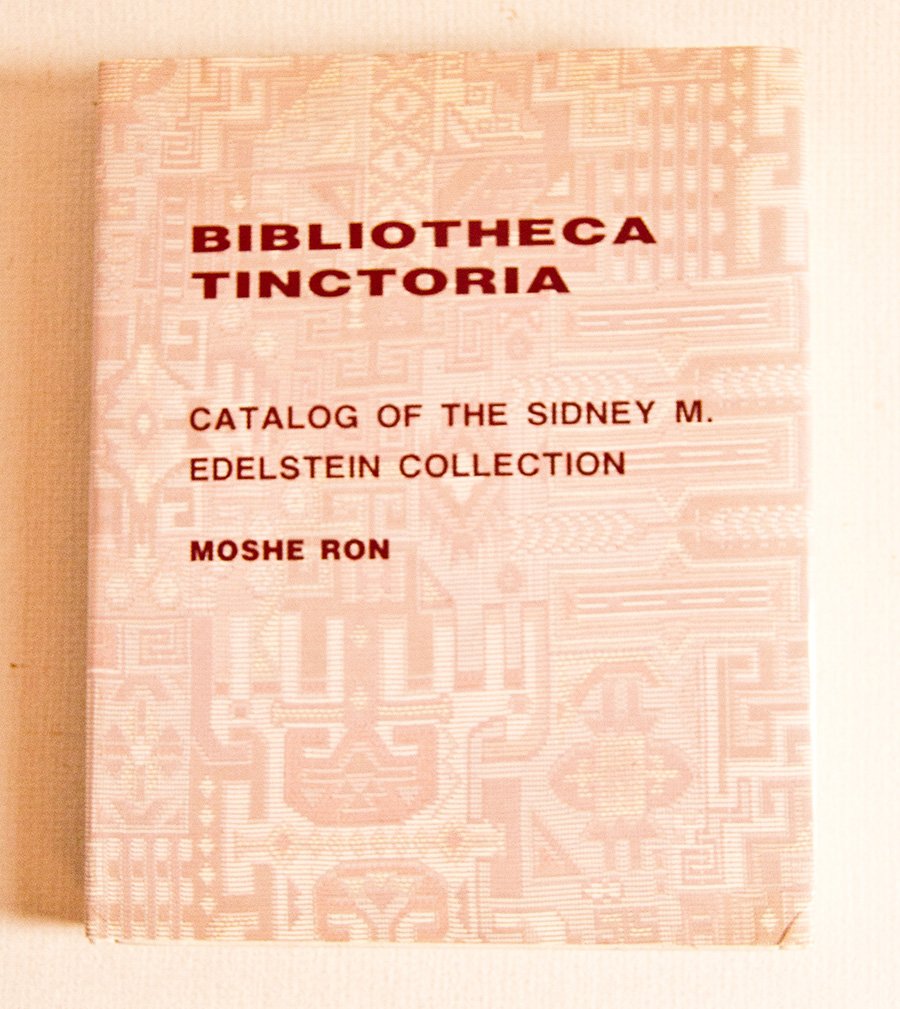 BIBLIOTHECA
TINCTORIA
CATALOG OF THE SIDNEY M.
EDELSTEIN COLLECTION
MOSHE RON